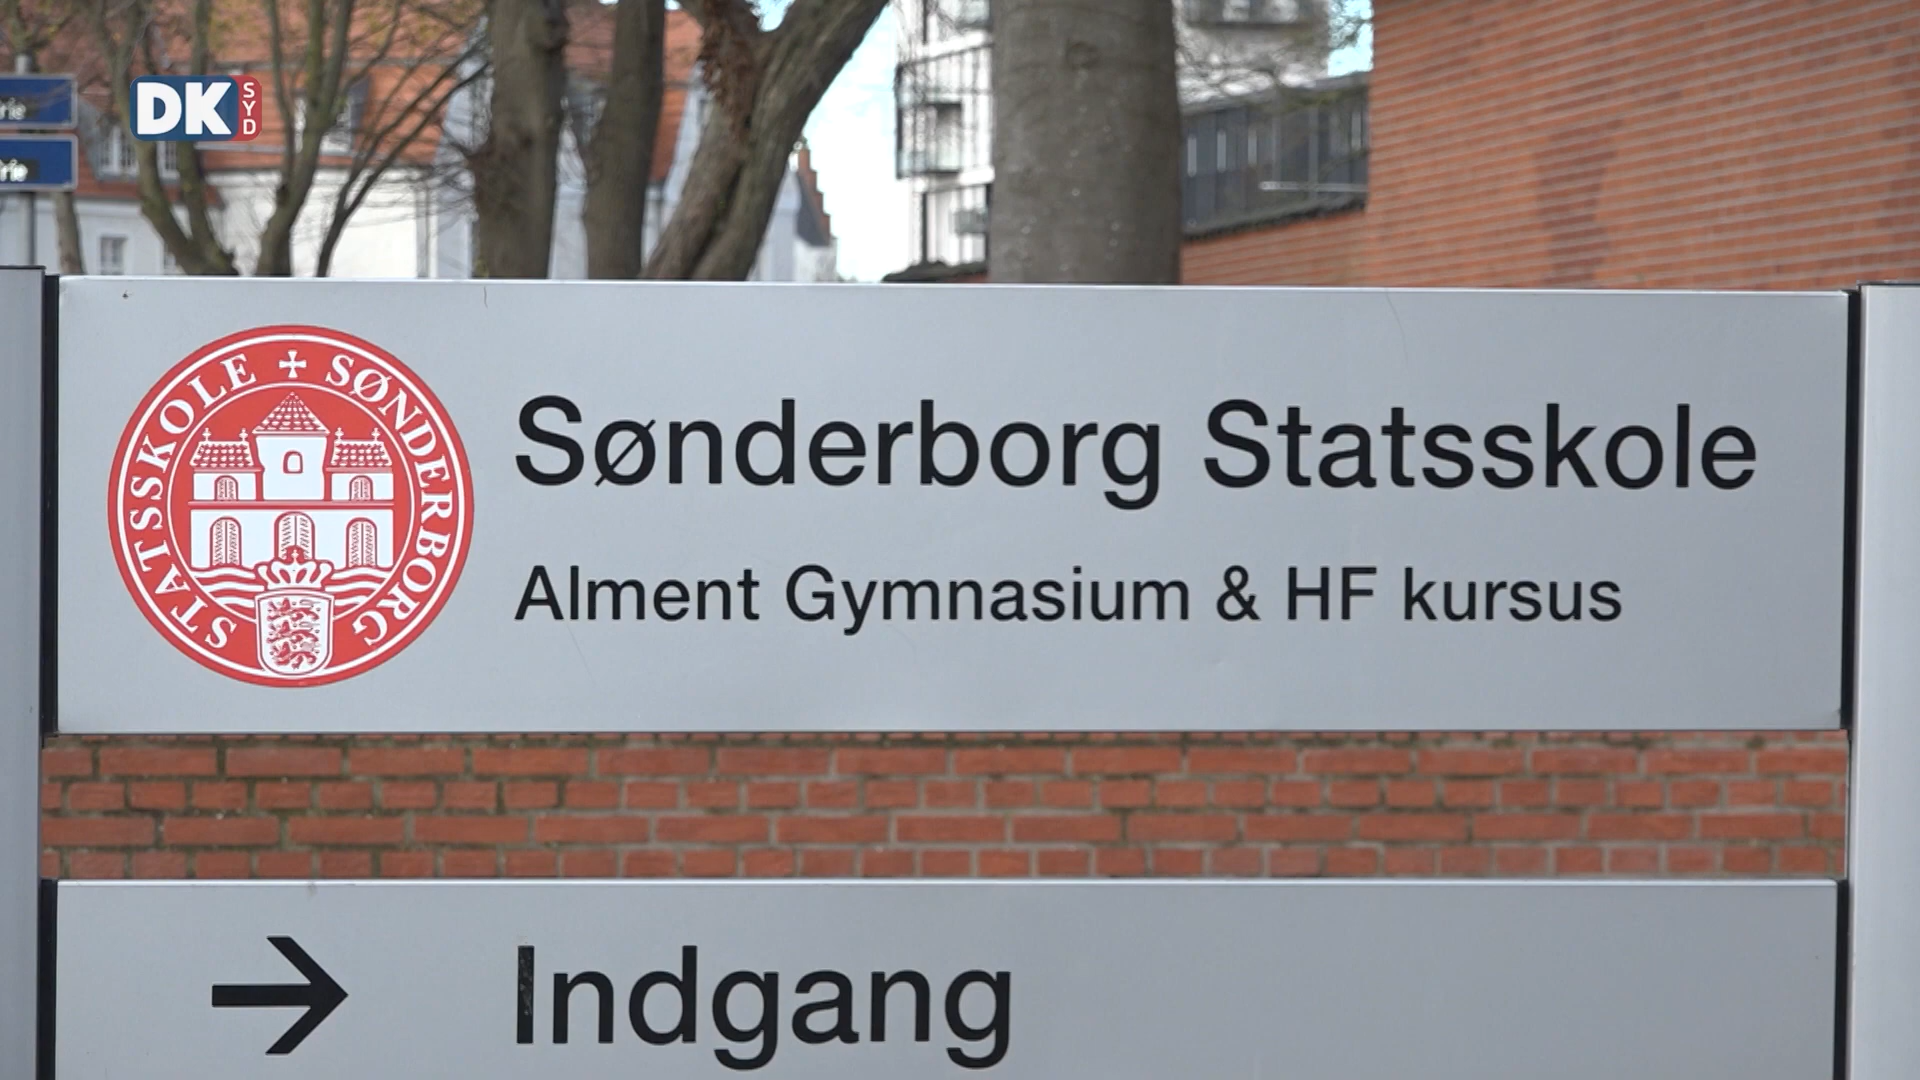 DK SYD
SØNDERBORG STATSSKOLE
Sønderborg Statsskole
Alment Gymnasium & HF kursus
→ Indgang